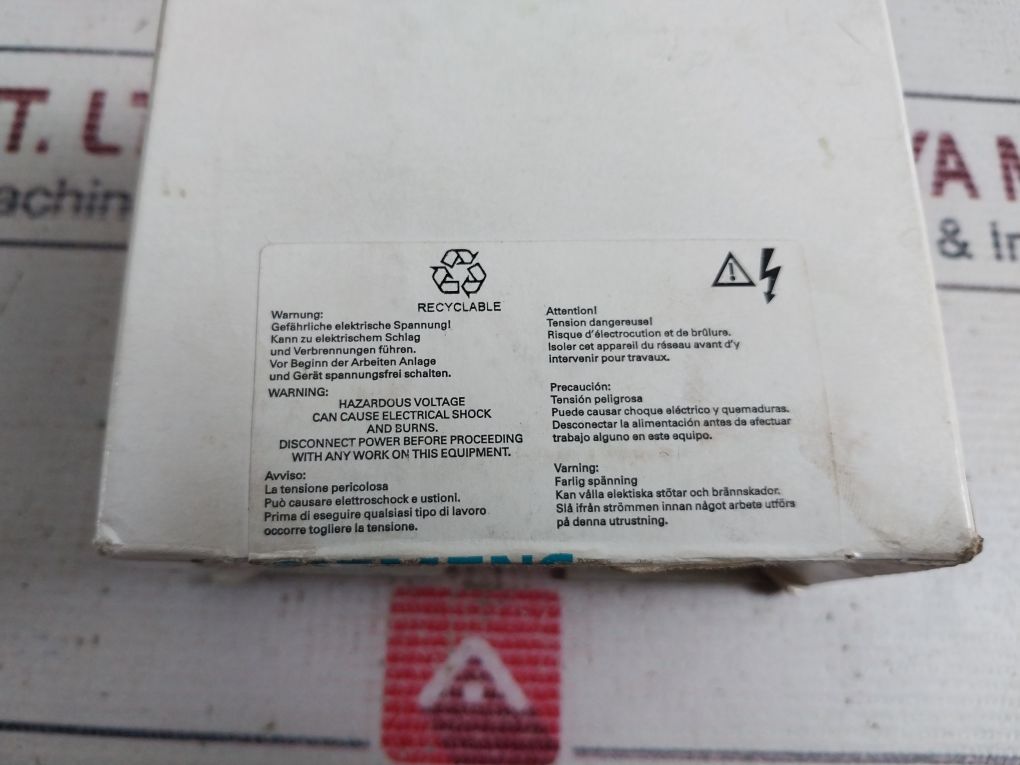 T. LT
achin
YA M
& In
RECYCLABLE
Warnung:
Gefährliche elektrische Spannung!
Kann zu elektrischem Schlag
und Verbrennungen führen.
Vor Beginn der Arbeiten Anlage
und Gerät spannungsfrei schalten.
WARNING:
HAZARDOUS VOLTAGE
CAN CAUSE ELECTRICAL SHOCK
AND BURNS.
DISCONNECT POWER BEFORE PROCEEDING
WITH ANY WORK ON THIS EQUIPMENT.
Avviso:
La tensione pericolosa
Può causare elettroschock e ustioni.
Prima di eseguire qualsiasi tipo di lavoro
occorre togliere la tensione.
Attention!
Tension dangereuse!
Risque d'électrocution et de brûlure.
Isoler cet appareil du réseau avant d'y
intervenir pour travaux.
Precaución:
Tensión peligrosa
Puede causar choque eléctrico y quemaduras.
Desconectar la alimentación antes de efectuar
trabajo alguno en este equipo.
Varning:
Farlig spänning
Kan vålla elektiska stötar och brännskador.
Slå ifrån strömmen innan något arbete utförs
på denna utrustning.